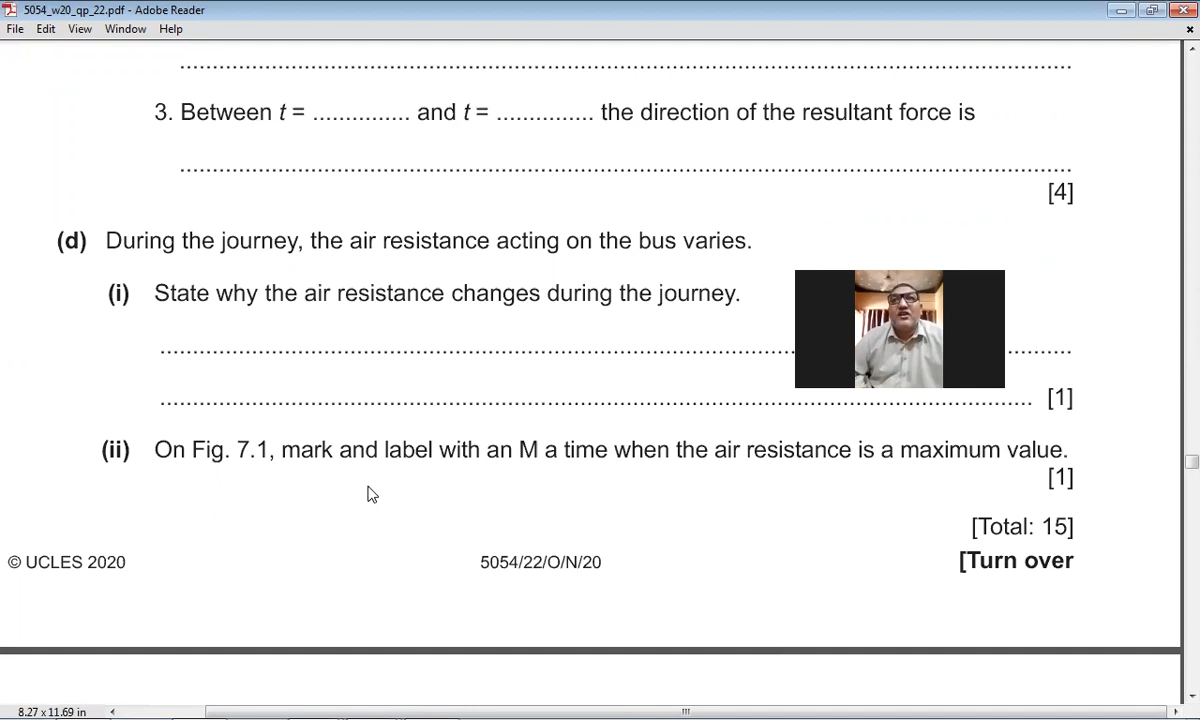 5054_w20_qp_22.pdf - Adobe Reader
File Edit View Window Help
3. Between t = ............... and t = ............... the direction of the resultant force is
[4]
(d) During the journey, the air resistance acting on the bus varies.
(i) State why the air resistance changes during the journey.
[1]
(ii) On Fig. 7.1, mark and label with an M a time when the air resistance is a maximum value.
[1]
[Total: 15]
© UCLES 2020 5054/22/O/N/20 [Turn over
8.27 x 11.69 in